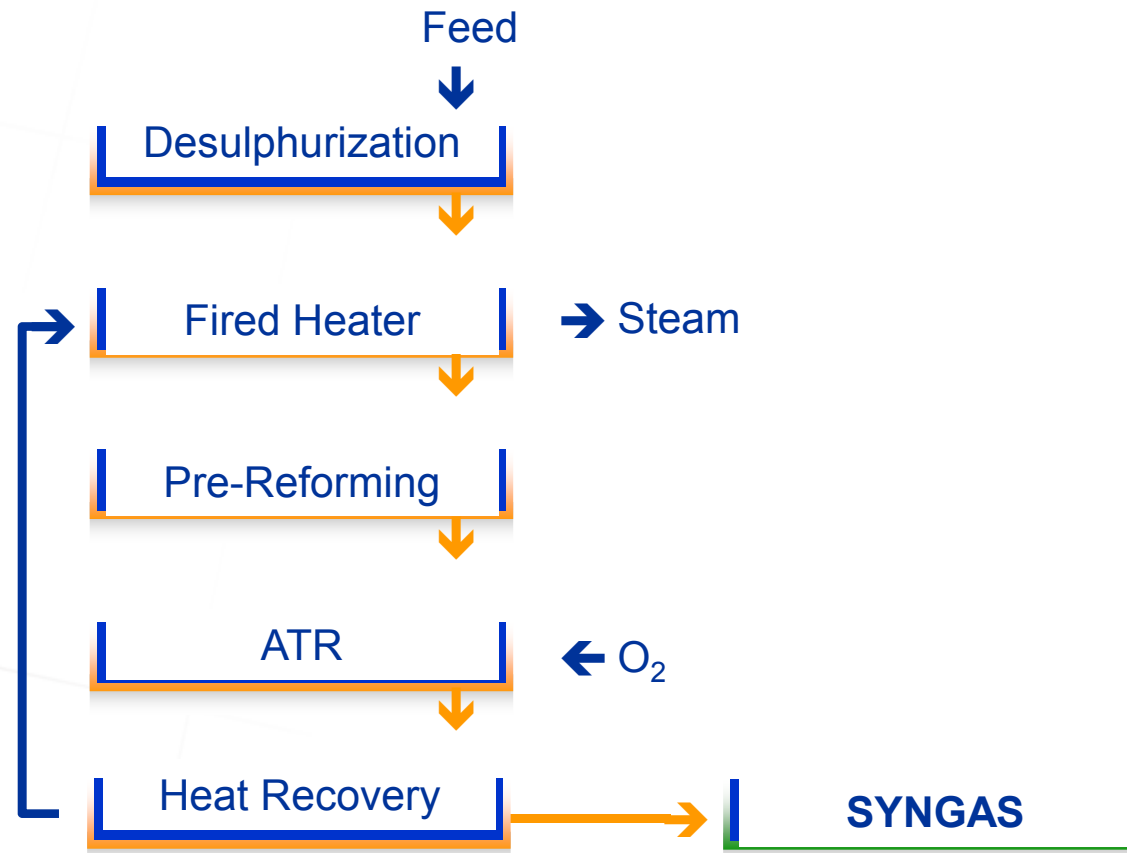 Feed
Desulphurization
Fired Heater
Steam
Pre-Reforming
ATR
O₂
Heat Recovery
SYNGAS